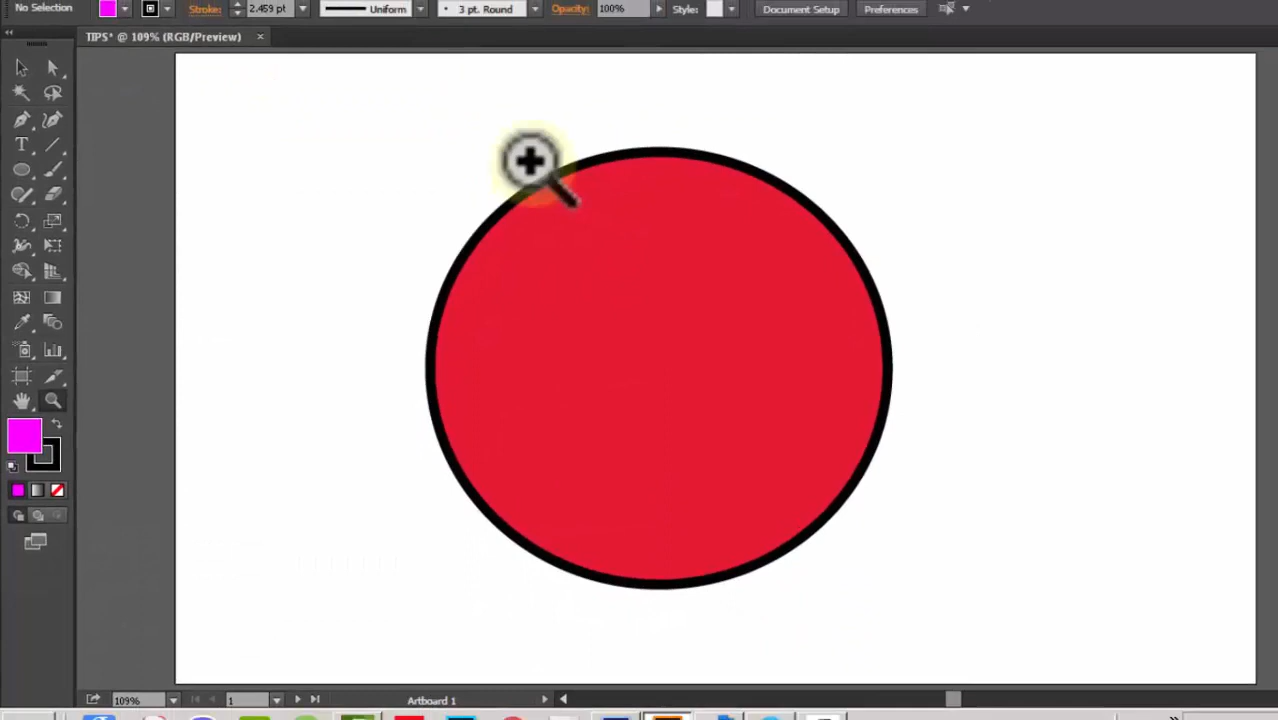 No Selection Stroke: 2.459 pt Uniform 3 pt. Round Opacity: 100% Style: Document Setup Preferences
TIPS* @ 109% (RGB/Preview) ×
T
109% 1 Artboard 1